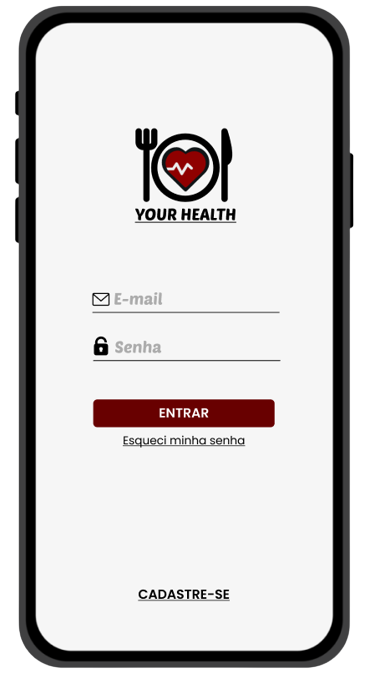 YOUR HEALTH
E-mail
Senha
ENTRAR
Esqueci minha senha
CADASTRE-SE